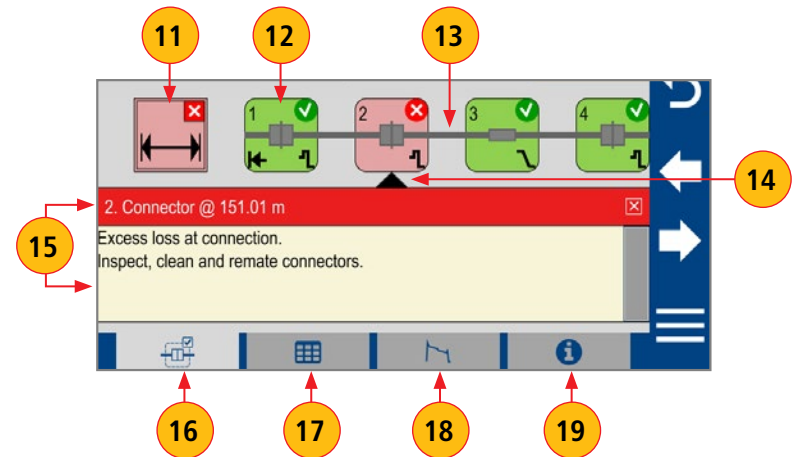 11 12 13
1 2 3 4
14
2. Connector @ 151.01 m
15
Excess loss at connection.
Inspect, clean and remate connectors.
16 17 18 19